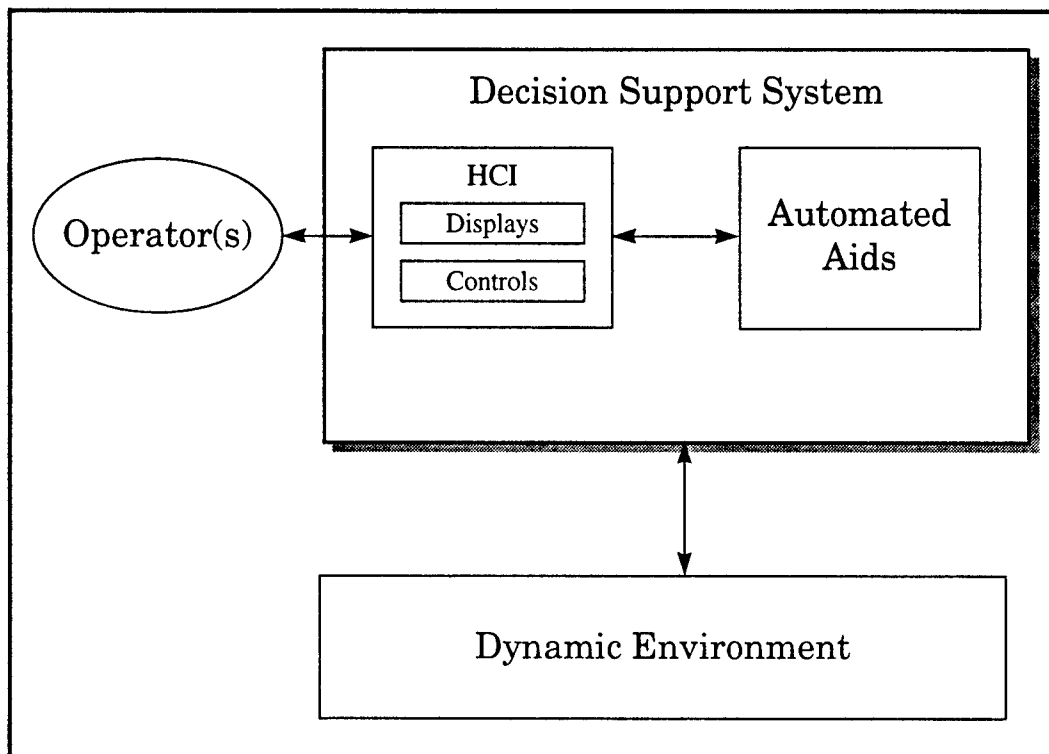 Decision Support System
HCI
Displays
Controls
Operator(s)
Automated
Aids
Dynamic Environment